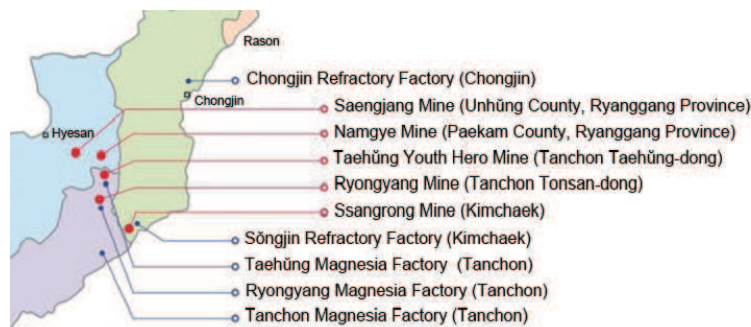 Rason
Chongjin Refractory Factory (Chongjin)
Chongjin
Saengjang Mine (Unhŭng County, Ryanggang Province)
Hyesan
Namgye Mine (Paekam County, Ryanggang Province)
Taehŭng Youth Hero Mine (Tanchon Taehŭng-dong)
Ryongyang Mine (Tanchon Tonsan-dong)
Ssangrong Mine (Kimchaek)
Sŏngjin Refractory Factory (Kimchaek)
Taehŭng Magnesia Factory (Tanchon)
Ryongyang Magnesia Factory (Tanchon)
Tanchon Magnesia Factory (Tanchon)